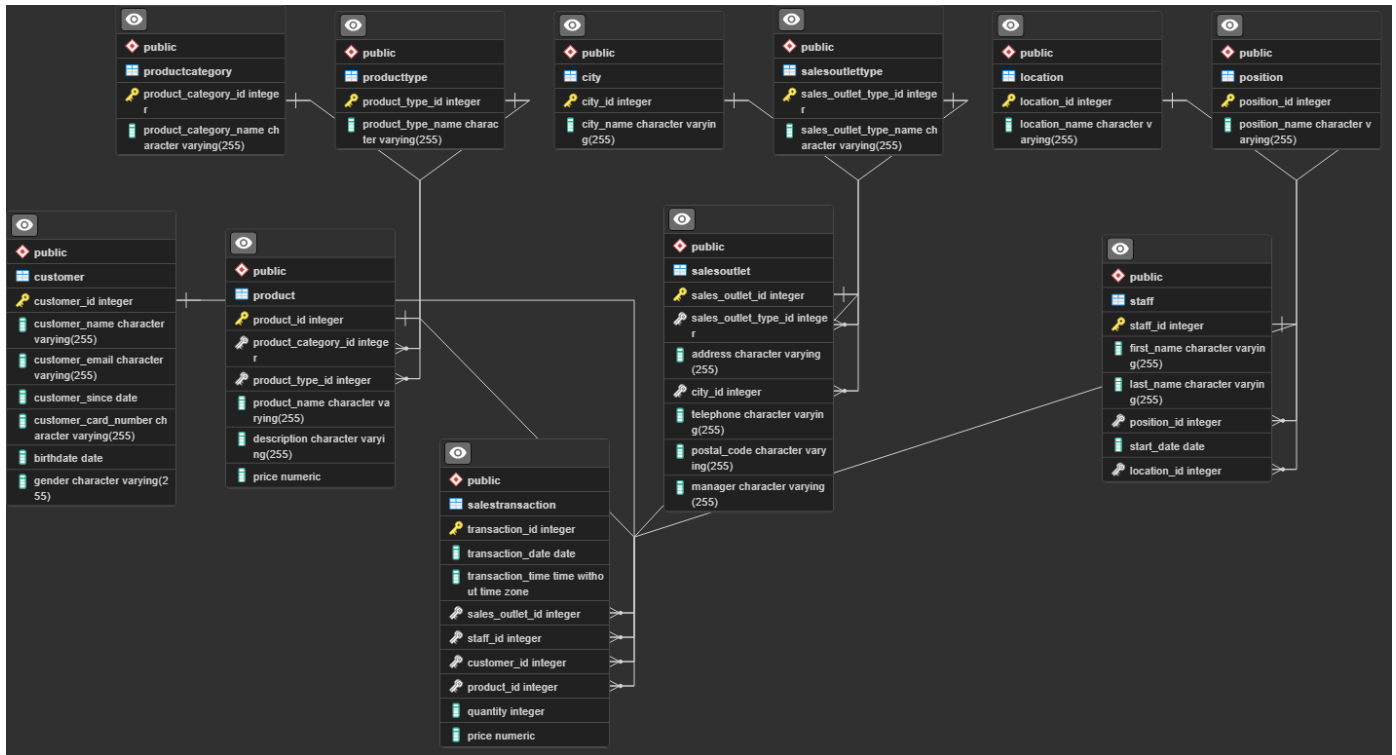 public
productcategory
product_category_id intege
r
product_category_name ch
aracter varying(255)
public
producttype
product_type_id integer
product_type_name charac
ter varying(255)
public
city
city_id integer
city_name character varyin
g(255)
public
salesoutlettype
sales_outlet_type_id intege
r
sales_outlet_type_name ch
aracter varying(255)
public
location
location_id integer
location_name character v
arying(255)
public
position
position_id integer
position_name character v
arying(255)
public
customer
customer_id integer
customer_name character
varying(255)
customer_email character
varying(255)
customer_since date
customer_card_number ch
aracter varying(255)
birthdate date
gender character varying(2
55)
public
product
product_id integer
product_category_id intege
r
product_type_id integer
product_name character va
rying(255)
description character varyi
ng(255)
price numeric
public
salestransaction
transaction_id integer
transaction_date date
transaction_time time witho
ut time zone
sales_outlet_id integer
staff_id integer
customer_id integer
product_id integer
quantity integer
price numeric
public
salesoutlet
sales_outlet_id integer
sales_outlet_type_id intege
r
address character varying
(255)
city_id integer
telephone character varyin
g(255)
postal_code character vary
ing(255)
manager character varying
(255)
public
staff
staff_id integer
first_name character varyin
g(255)
last_name character varyin
g(255)
position_id integer
start_date date
location_id integer